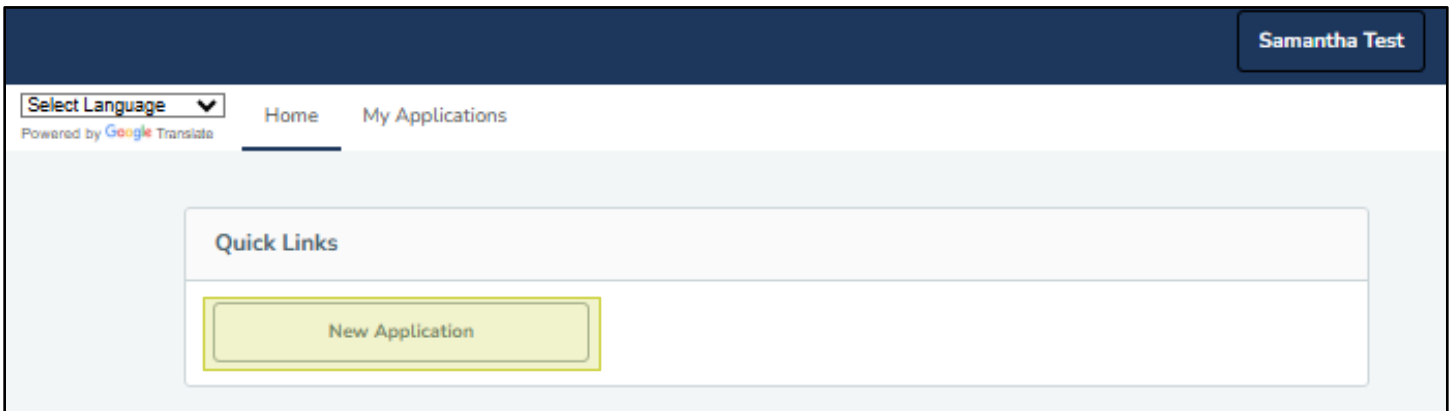 Samantha Test
Select Language
Home
My Applications
Powered by Google Translate
Quick Links
New Application